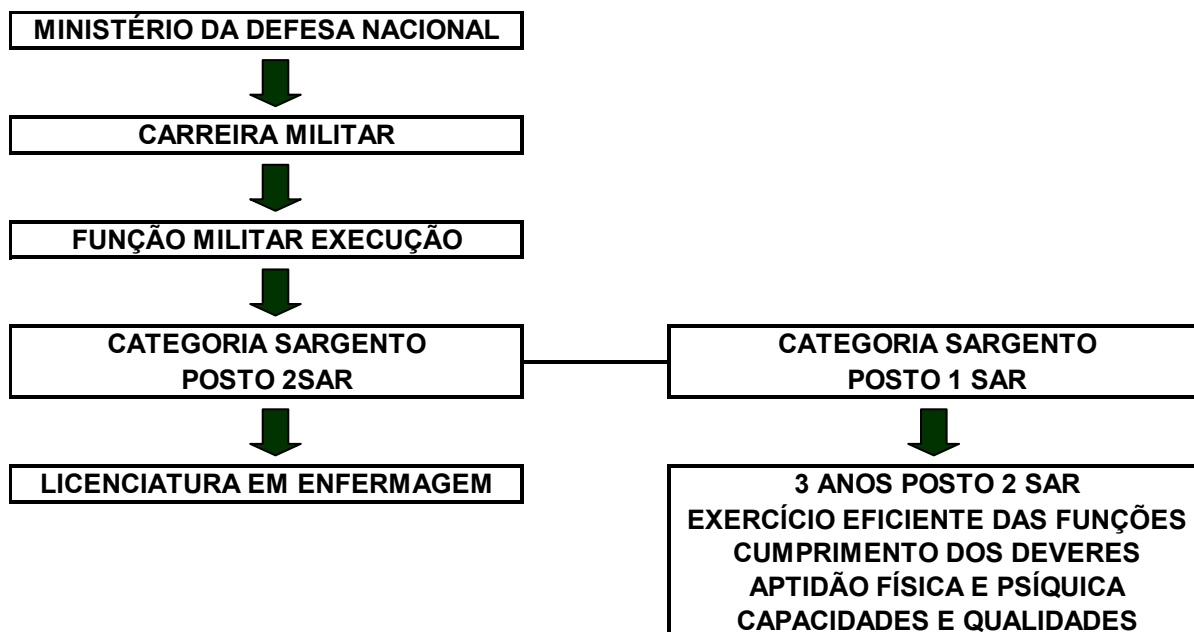 MINISTÉRIO DA DEFESA NACIONAL
CARREIRA MILITAR
FUNÇÃO MILITAR EXECUÇÃO
CATEGORIA SARGENTO
POSTO 2SAR
CATEGORIA SARGENTO
POSTO 1 SAR
LICENCIATURA EM ENFERMAGEM
3 ANOS POSTO 2 SAR
EXERCÍCIO EFICIENTE DAS FUNÇÕES
CUMPRIMENTO DOS DEVERES
APTIDÃO FÍSICA E PSÍQUICA
CAPACIDADES E QUALIDADES